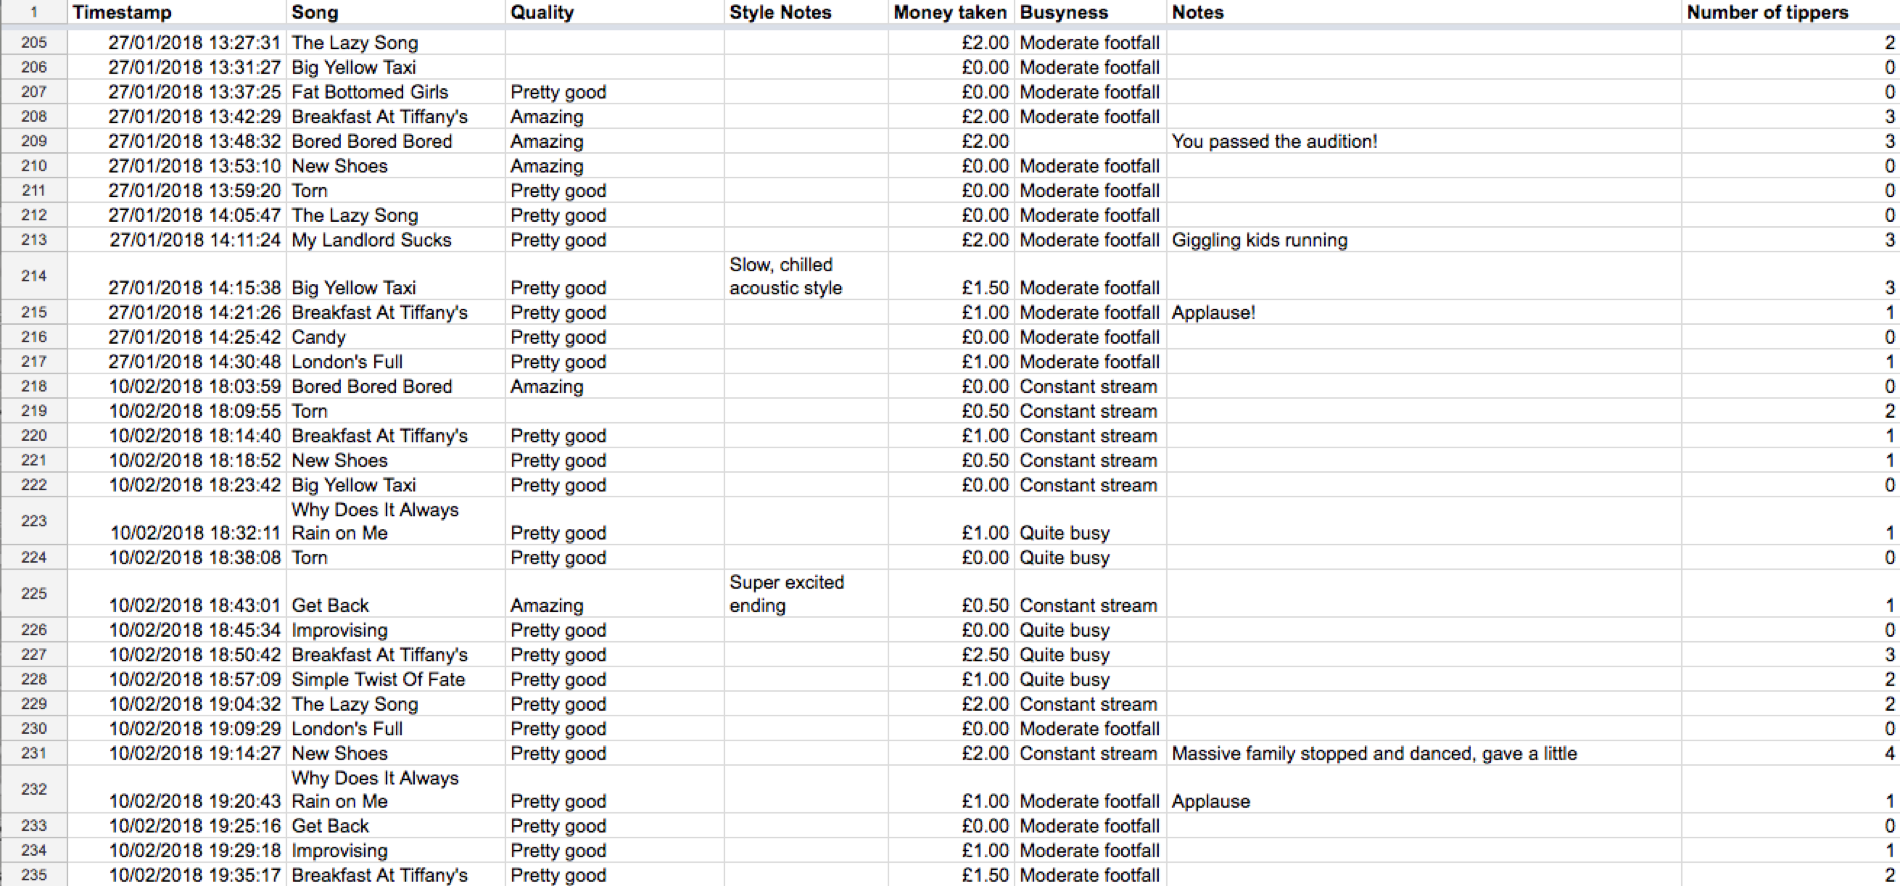 1 Timestamp Song Quality Style Notes Money taken Busyness Notes Number of tippers
205 27/01/2018 13:27:31 The Lazy Song £2.00 Moderate footfall 2
206 27/01/2018 13:31:27 Big Yellow Taxi £0.00 Moderate footfall 0
207 27/01/2018 13:37:25 Fat Bottomed Girls Pretty good £0.00 Moderate footfall 0
208 27/01/2018 13:42:29 Breakfast At Tiffany's Amazing £2.00 Moderate footfall 3
209 27/01/2018 13:48:32 Bored Bored Bored Amazing £2.00 You passed the audition! 3
210 27/01/2018 13:53:10 New Shoes Amazing £0.00 Moderate footfall 0
211 27/01/2018 13:59:20 Torn Pretty good £0.00 Moderate footfall 0
212 27/01/2018 14:05:47 The Lazy Song Pretty good £0.00 Moderate footfall 0
213 27/01/2018 14:11:24 My Landlord Sucks Pretty good £2.00 Moderate footfall Giggling kids running 3
Slow, chilled
214 27/01/2018 14:15:38 Big Yellow Taxi Pretty good acoustic style £1.50 Moderate footfall 3
215 27/01/2018 14:21:26 Breakfast At Tiffany's Pretty good £1.00 Moderate footfall Applause! 1
216 27/01/2018 14:25:42 Candy Pretty good £0.00 Moderate footfall 0
217 27/01/2018 14:30:48 London's Full Pretty good £1.00 Moderate footfall 1
218 10/02/2018 18:03:59 Bored Bored Bored Amazing £0.00 Constant stream 0
219 10/02/2018 18:09:55 Torn £0.50 Constant stream 2
220 10/02/2018 18:14:40 Breakfast At Tiffany's Pretty good £1.00 Constant stream 1
221 10/02/2018 18:18:52 New Shoes Pretty good £0.50 Constant stream 1
222 10/02/2018 18:23:42 Big Yellow Taxi Pretty good £0.00 Constant stream 0
Why Does It Always
223 10/02/2018 18:32:11 Rain on Me Pretty good £1.00 Quite busy 1
224 10/02/2018 18:38:08 Torn Pretty good £0.00 Quite busy 0
Super excited
225 10/02/2018 18:43:01 Get Back Amazing ending £0.50 Constant stream 1
226 10/02/2018 18:45:34 Improvising Pretty good £0.00 Quite busy 0
227 10/02/2018 18:50:42 Breakfast At Tiffany's Pretty good £2.50 Quite busy 3
228 10/02/2018 18:57:09 Simple Twist Of Fate Pretty good £1.00 Quite busy 2
229 10/02/2018 19:04:32 The Lazy Song Pretty good £2.00 Constant stream 2
230 10/02/2018 19:09:29 London's Full Pretty good £0.00 Moderate footfall 0
231 10/02/2018 19:14:27 New Shoes Pretty good £2.00 Constant stream Massive family stopped and danced, gave a little 4
Why Does It Always
232 10/02/2018 19:20:43 Rain on Me Pretty good £1.00 Moderate footfall Applause 1
233 10/02/2018 19:25:16 Get Back Pretty good £0.00 Moderate footfall 0
234 10/02/2018 19:29:18 Improvising Pretty good £1.00 Moderate footfall 1
235 10/02/2018 19:35:17 Breakfast At Tiffany's Pretty good £1.50 Moderate footfall 2